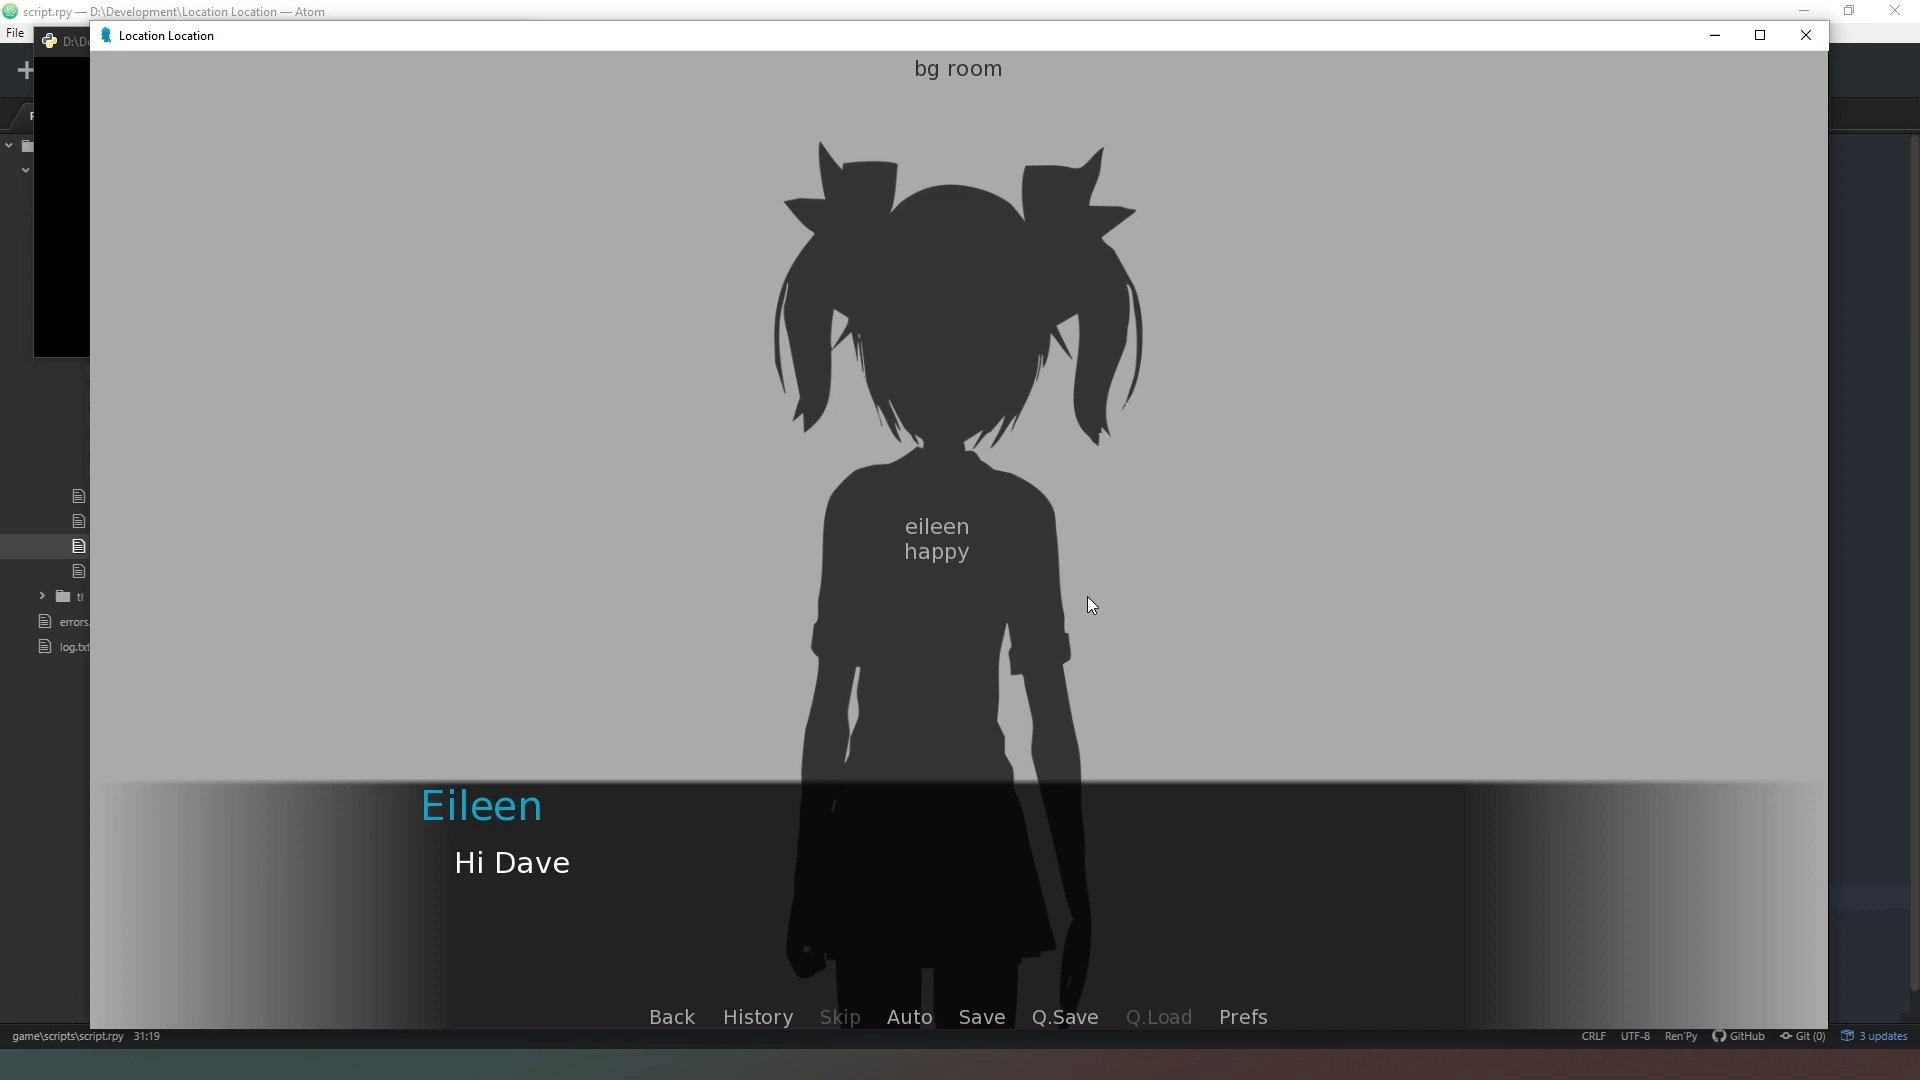 script.rpy — D:\Development\Location Location — Atom
File
Location Location
bg room
eileen
happy
Eileen
Hi Dave
tl
errors.
log.txt
Back History Skip Auto Save Q.Save Q.Load Prefs
game\scripts\script.rpy 31:19
CRLF UTF-8 Ren'Py GitHub Git (0) 3 updates